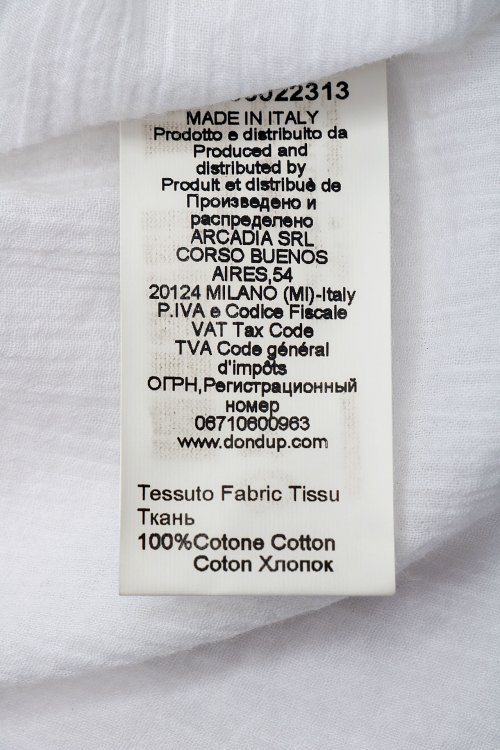 MADE IN ITALY
Prodotto e distribuito da
Produced and
distributed by
Produit et distribuè de
Произведено и
распределено
ARCADIA SRL
CORSO BUENOS
AIRES,54
20124 MILANO (MI)-Italy
P.IVA e Codice Fiscale
VAT Tax Code
TVA Code général
d'impôts
ОГРН,Регистрационный
номер
06710600963
www.dondup.com
Tessuto Fabric Tissu
Ткань
100%Cotone Cotton
Coton Хлопок